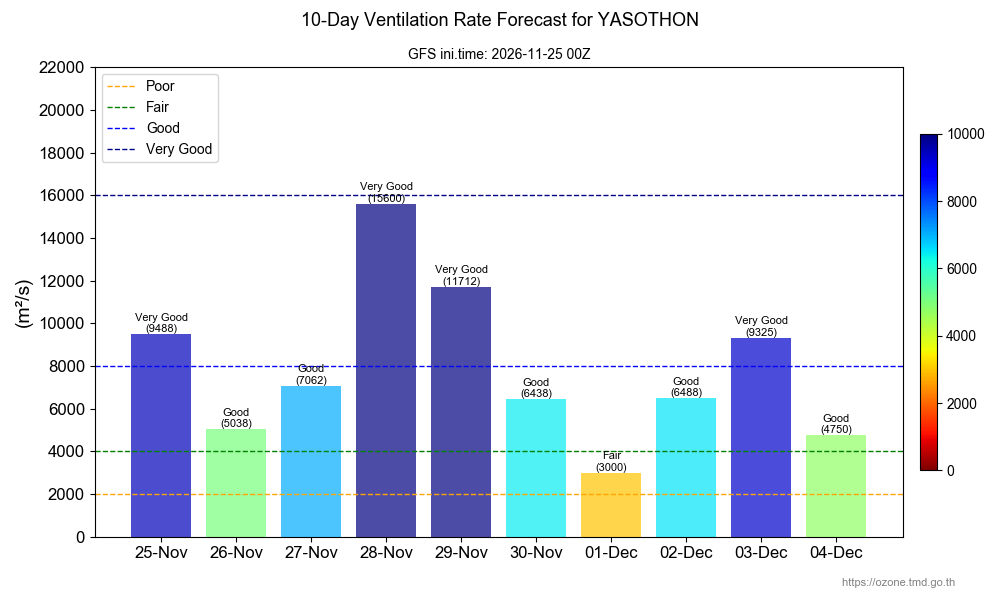 10-Day Ventilation Rate Forecast for YASOTHON
GFS ini.time: 2026-11-25 00Z
(m²/s)
22000
20000
18000
16000
14000
12000
10000
8000
6000
4000
2000
0
Poor
Fair
Good
Very Good
Very Good
(9488)
Good
(5038)
Good
(7062)
Very Good
(15600)
Very Good
(11712)
Good
(6438)
Fair
(3000)
Good
(6488)
Very Good
(9325)
Good
(4750)
25-Nov 26-Nov 27-Nov 28-Nov 29-Nov 30-Nov 01-Dec 02-Dec 03-Dec 04-Dec
10000
8000
6000
4000
2000
0
https://ozone.tmd.go.th